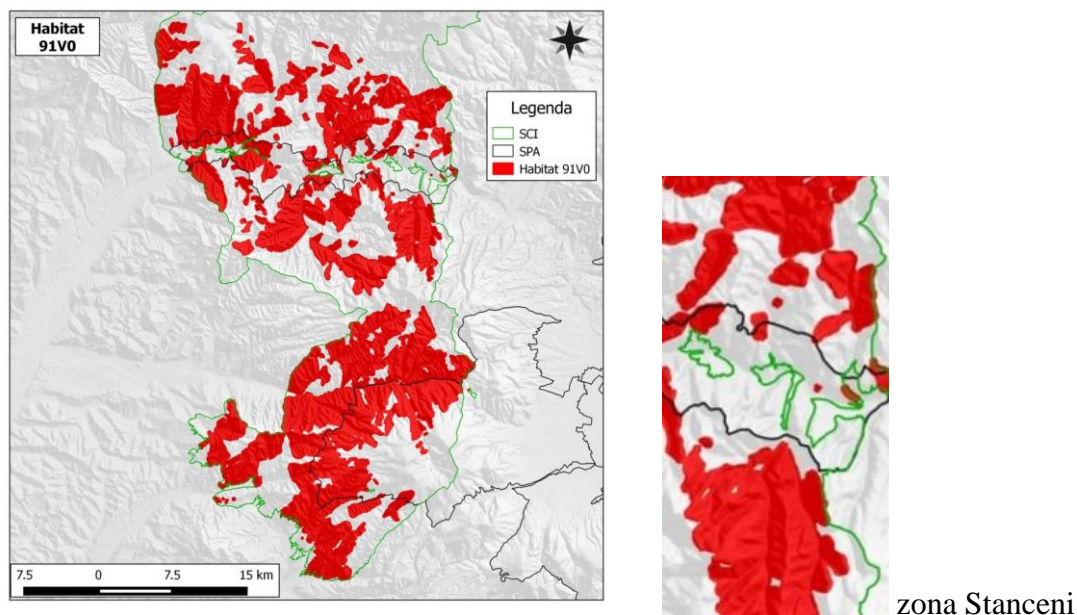 Habitat
91V0
Legenda
SCI
SPA
Habitat 91V0
7.5 0 7.5 15 km
zona Stanceni